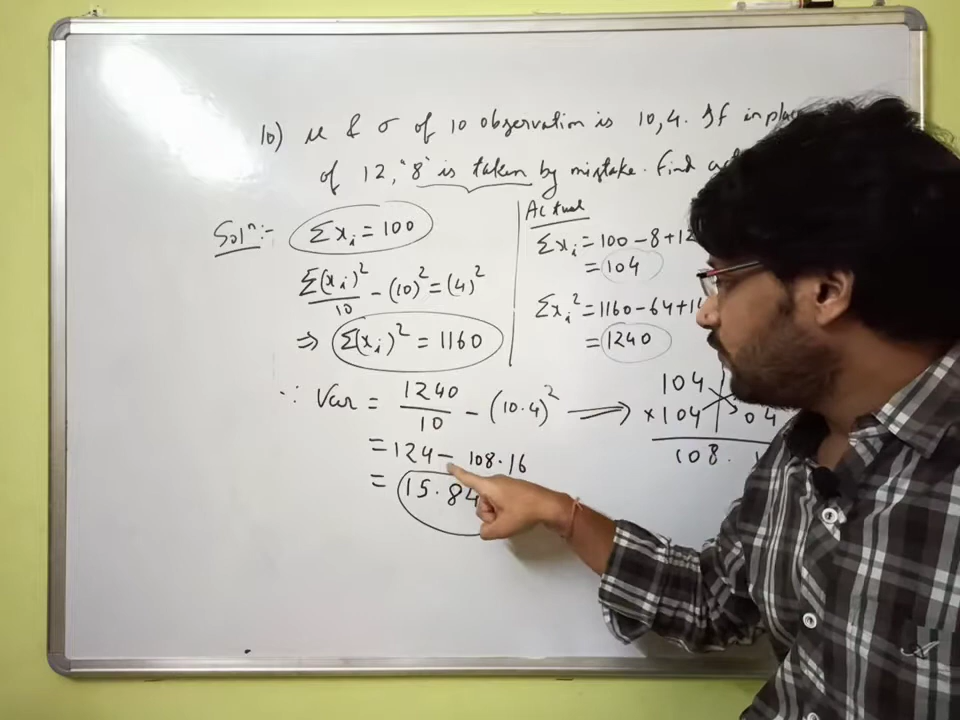 10) μ & σ of 10 observation is 10,4. If in
of 12, "8" is taken by mistake. Find
Solⁿ:-
Σxᵢ = 100
Σ(xᵢ)²/10 - (10)² = (4)²
⇒ Σ(xᵢ)² = 1160
Actual
Σxᵢ = 100 - 8 + 12
= 104
Σxᵢ² = 1160 - 64 +
= 1240
∵ Var = 1240/10 - (10.4)² ⟹
= 124 - 108.16
= 15.84
104
×104 04
108.